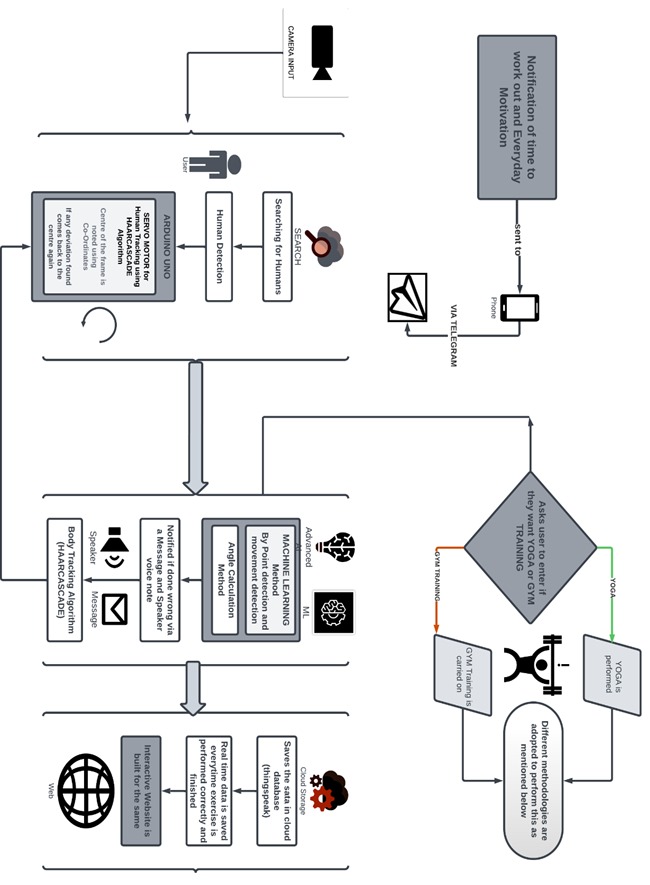 Notification of time to
work out and Everyday
Motivation
sent to
Phone
VIA TELEGRAM
Asks user to enter if
they want YOGA or GYM
TRAINING
YOGA
YOGA is
performed
!
Different methodologies are
adopted to perform this as
mentioned below
GYM TRAINING
GYM Training is
carried on
CAMERA INPUT
SEARCH
Searching for Humans
Human Detection
User
ARDUINO UNO
SERVO MOTOR for
Human Tracking using
HAARCASCADE
Algorithm
Centre of the frame is
noted using
Co-Ordinates
If any deviation found
comes back to the
centre again
Advanced
AI
ML
MACHINE LEARNING
Method
By Point detection and
movement detection
Angle Calculation
Method
Notified if done wrong via
a Message and Speaker
voice note
Speaker
Message
Body Tracking Algorithm
(HAARCASCADE)
Cloud Storage
Saves the sata in cloud
database
(thingspeak)
Real time data is saved
everytime exercise is
performed correctly and
finished
Interactive Website is
built for the same
Web